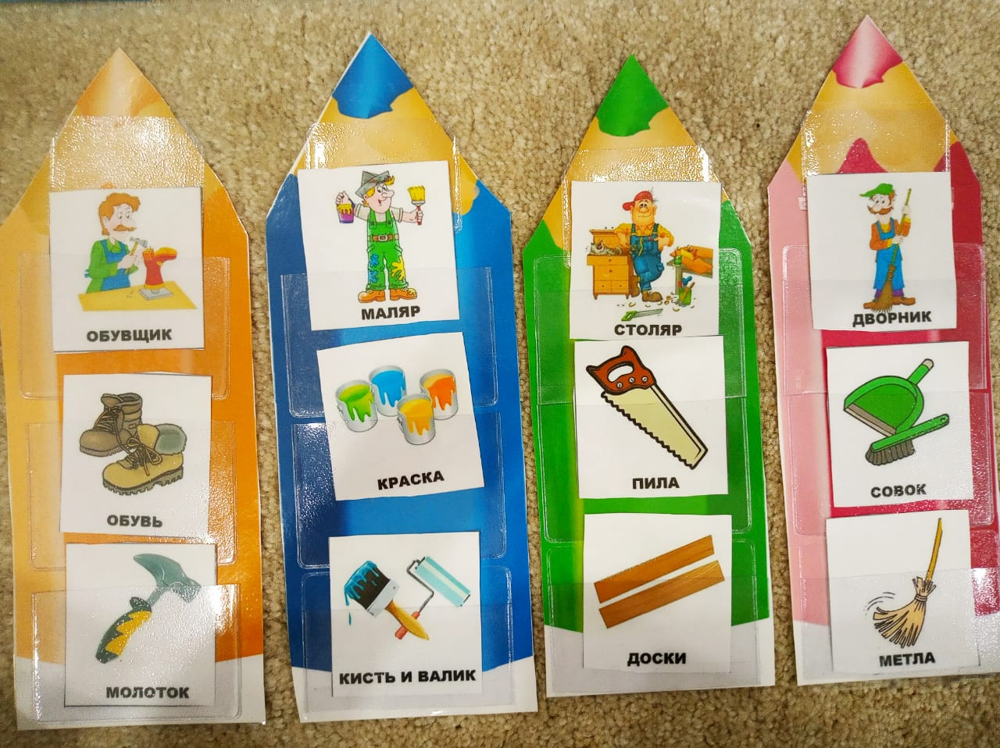 ОБУВЩИК
ОБУВЬ
МОЛОТОК
МАЛЯР
КРАСКА
КИСТЬ И ВАЛИК
СТОЛЯР
ПИЛА
ДОСКИ
ДВОРНИК
СОВОК
МЕТЛА